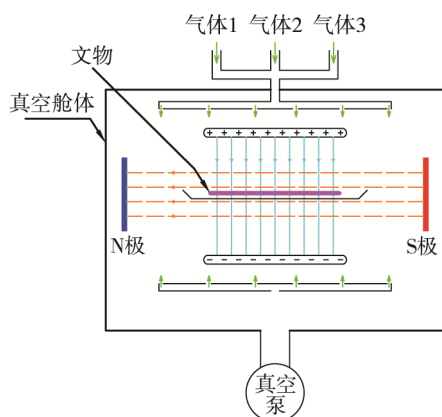 气体1 气体2 气体3
文物
真空舱体
+ + + + + + + + +
N极 S极
- - - - - - - - -
真空
泵